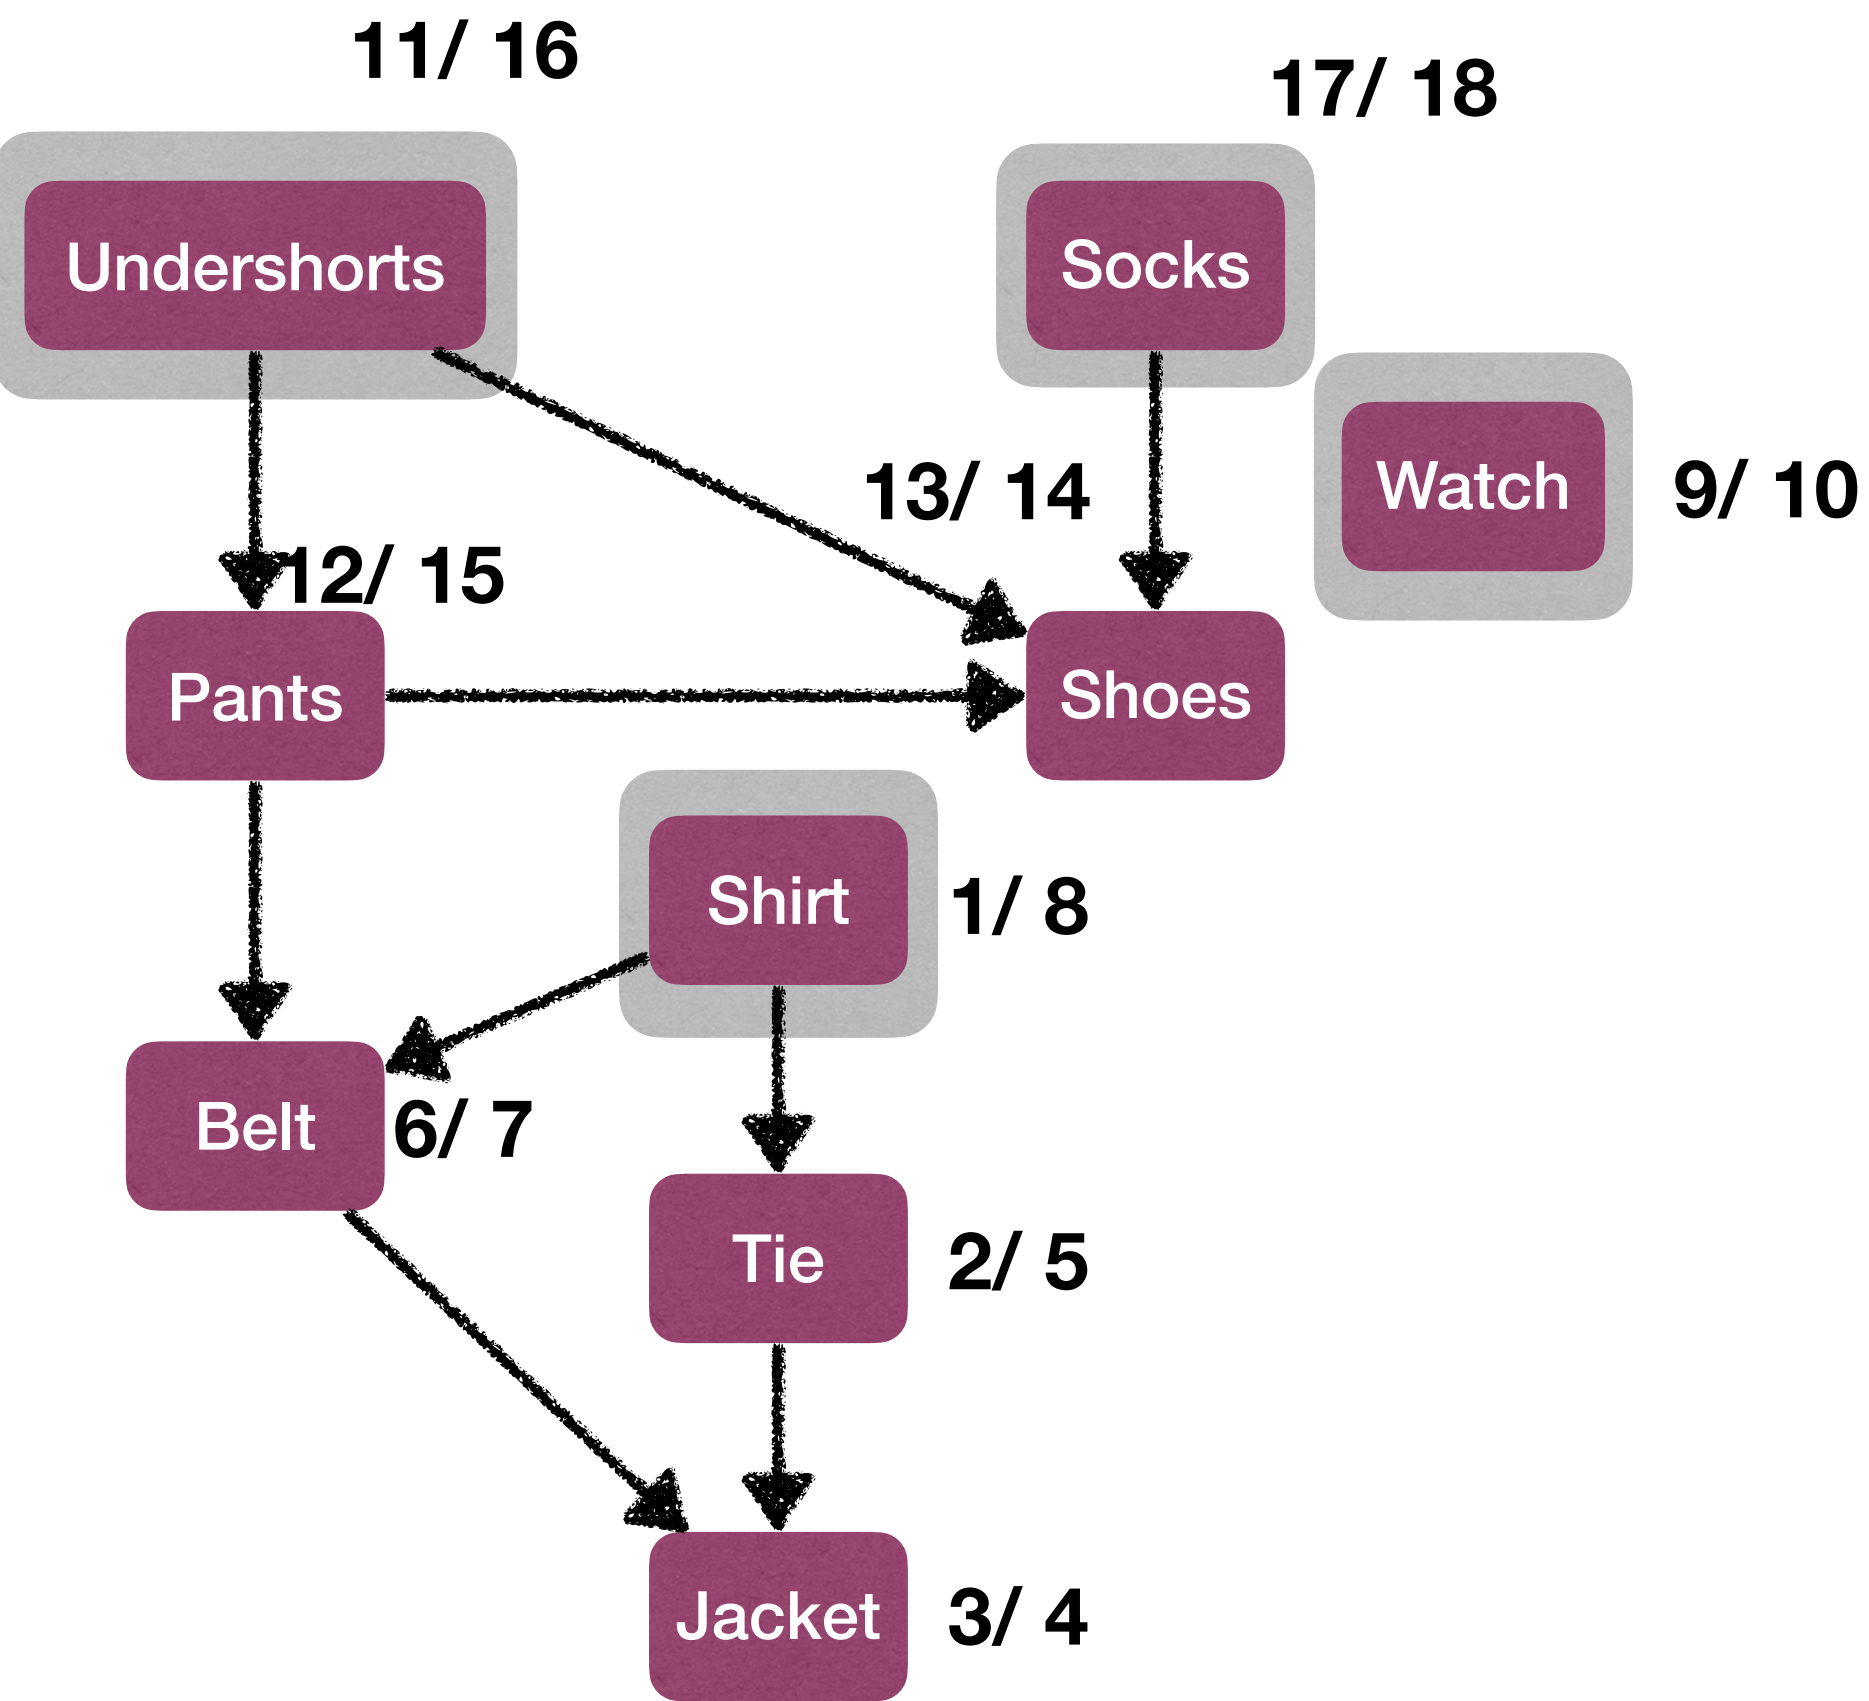 11/ 16
17/ 18
Undershorts
Socks
Watch
9/ 10
13/ 14
12/ 15
Pants
Shoes
Shirt
1/ 8
Belt
6/ 7
Tie
2/ 5
Jacket
3/ 4